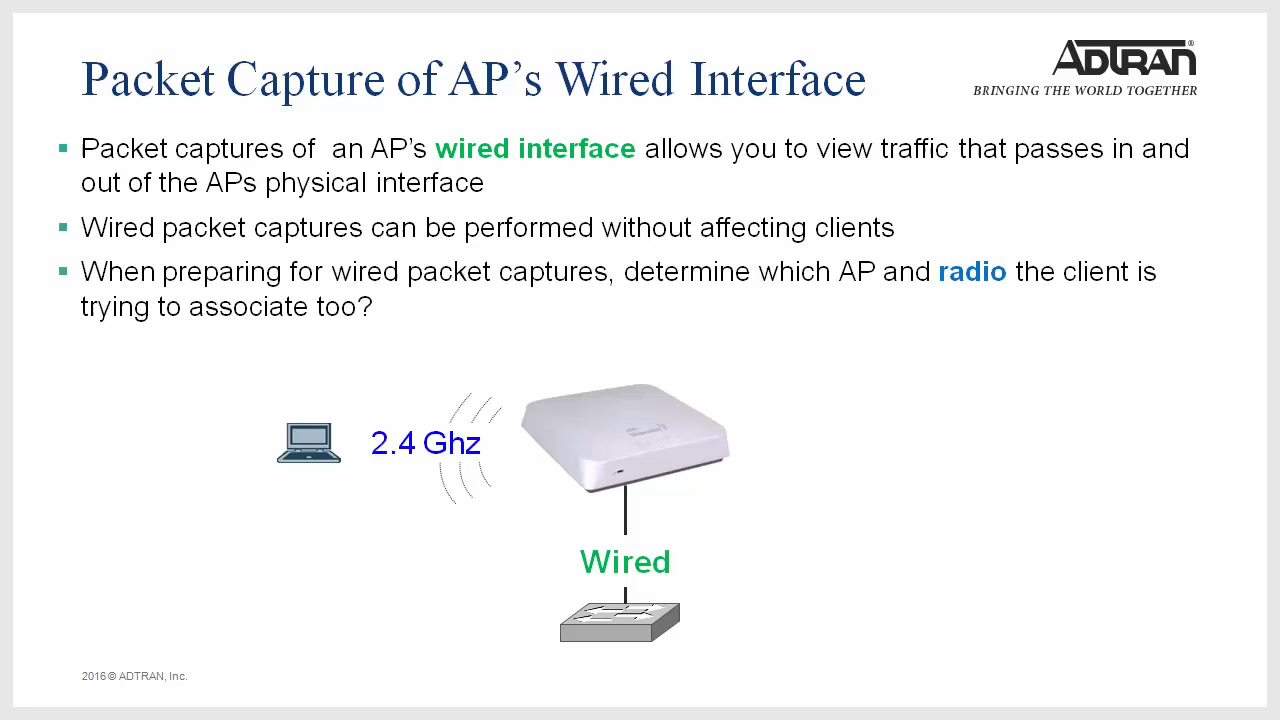 Packet Capture of AP’s Wired Interface
ADTRAN®
BRINGING THE WORLD TOGETHER
Packet captures of an AP’s wired interface allows you to view traffic that passes in and
out of the APs physical interface
Wired packet captures can be performed without affecting clients
When preparing for wired packet captures, determine which AP and radio the client is
trying to associate too?
2.4 Ghz
Wired
2016 © ADTRAN, Inc.